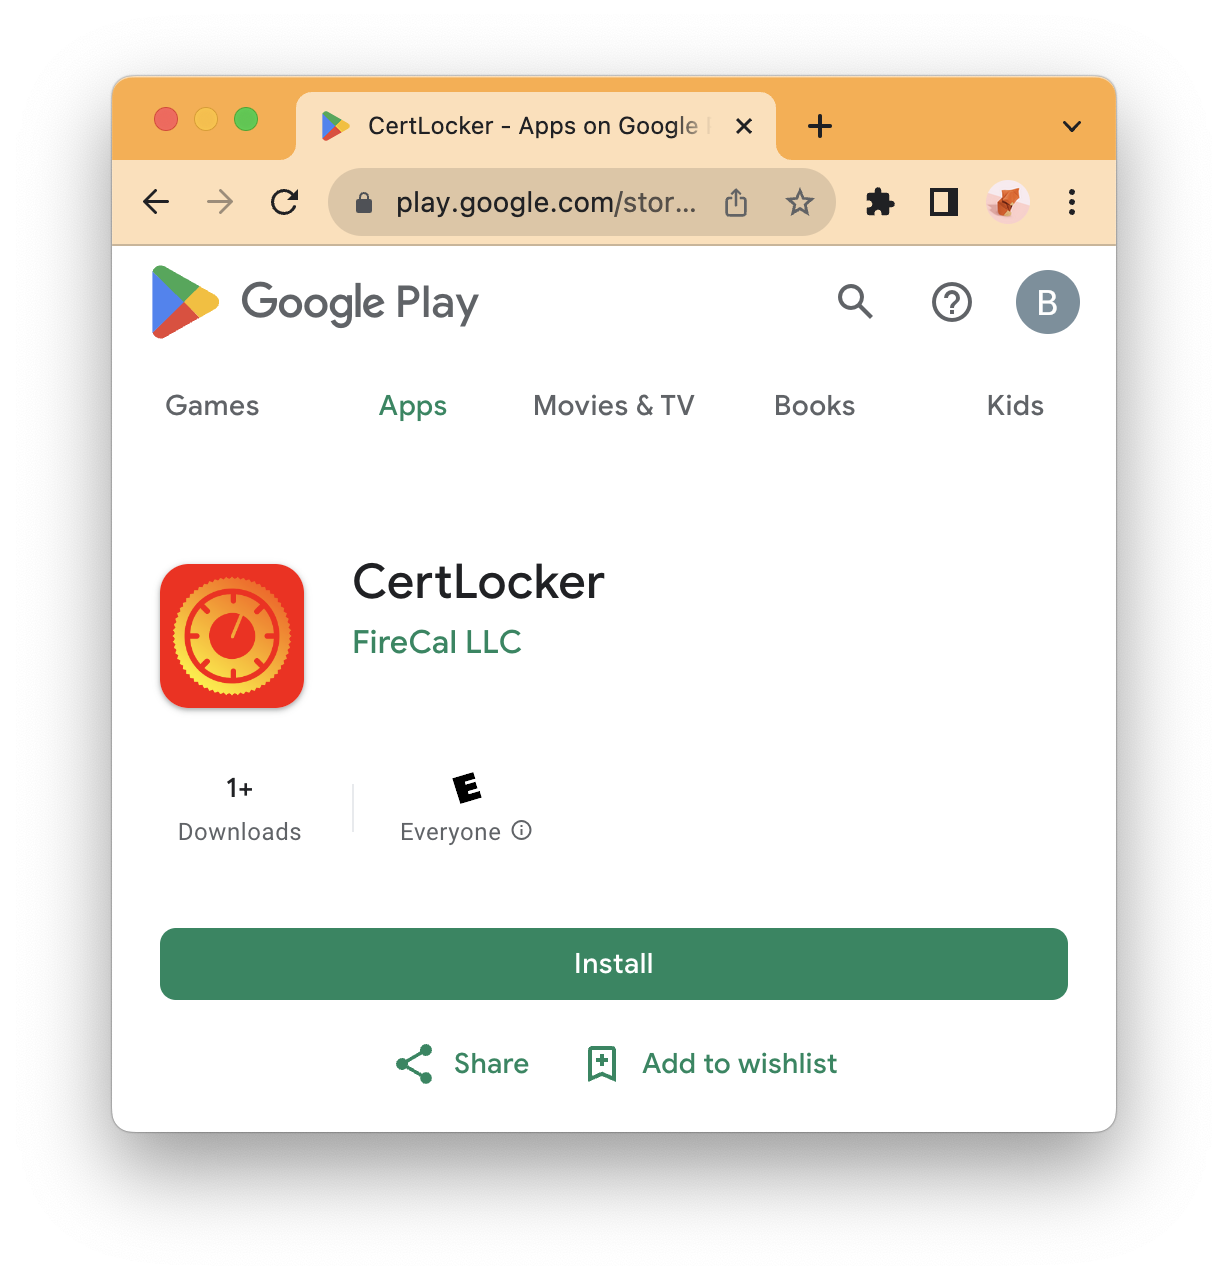 CertLocker - Apps on Google
play.google.com/stor...
Google Play
B
Games Apps Movies & TV Books Kids
CertLocker
FireCal LLC
1+
E
Downloads
Everyone
Install
Share Add to wishlist